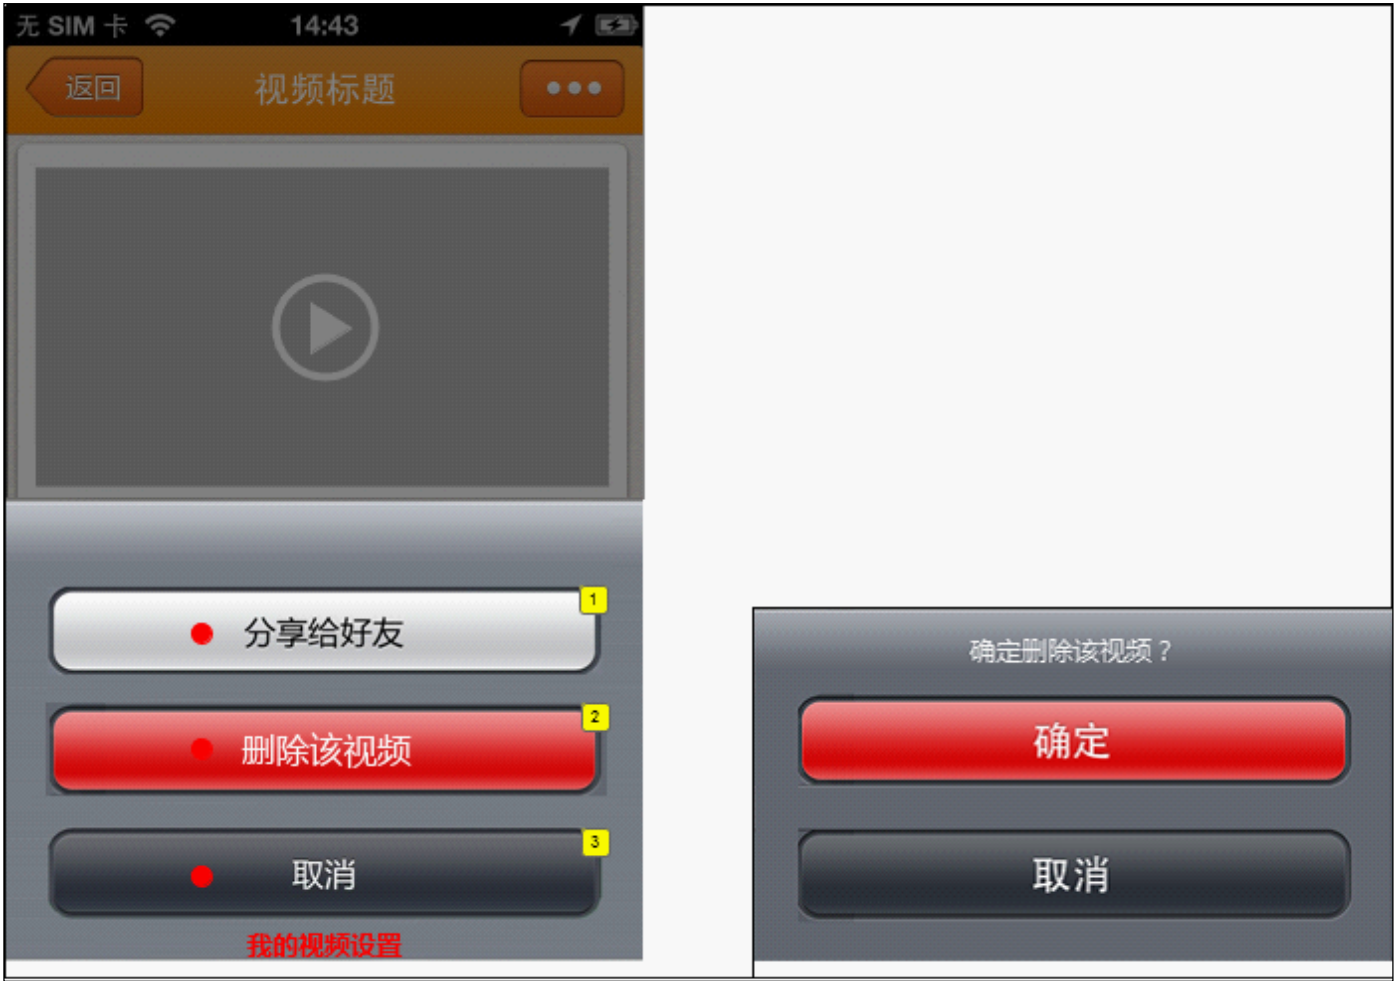 无 SIM 卡 14:43
返回 视频标题
分享给好友 1
删除该视频 2
取消 3
我的视频设置
确定删除该视频？
确定
取消